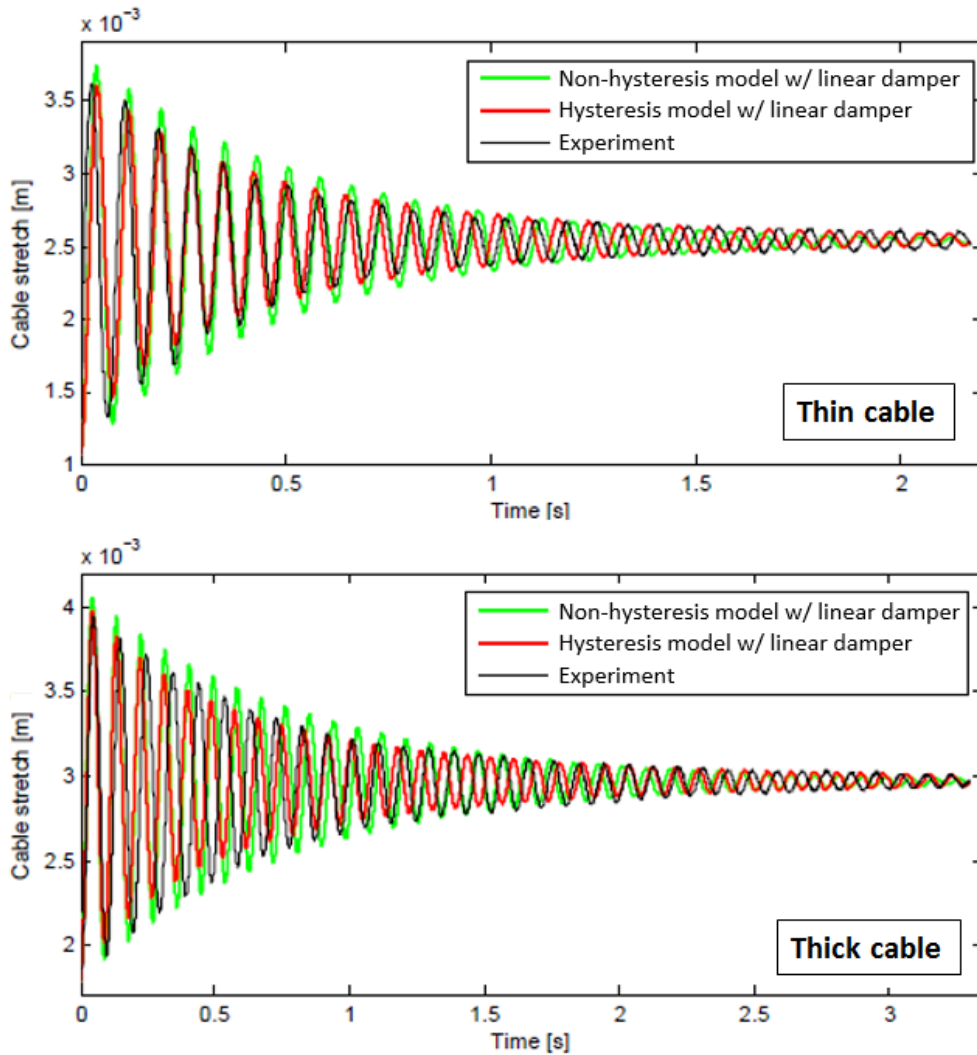 x 10⁻³
3.5
3
2.5
2
1.5
1
Cable stretch [m]
Non-hysteresis model w/ linear damper
Hysteresis model w/ linear damper
Experiment
Thin cable
0
0.5
1
1.5
2
Time [s]
x 10⁻³
4
3.5
3
2.5
2
Cable stretch [m]
Non-hysteresis model w/ linear damper
Hysteresis model w/ linear damper
Experiment
Thick cable
0
0.5
1
1.5
2
2.5
3
Time [s]